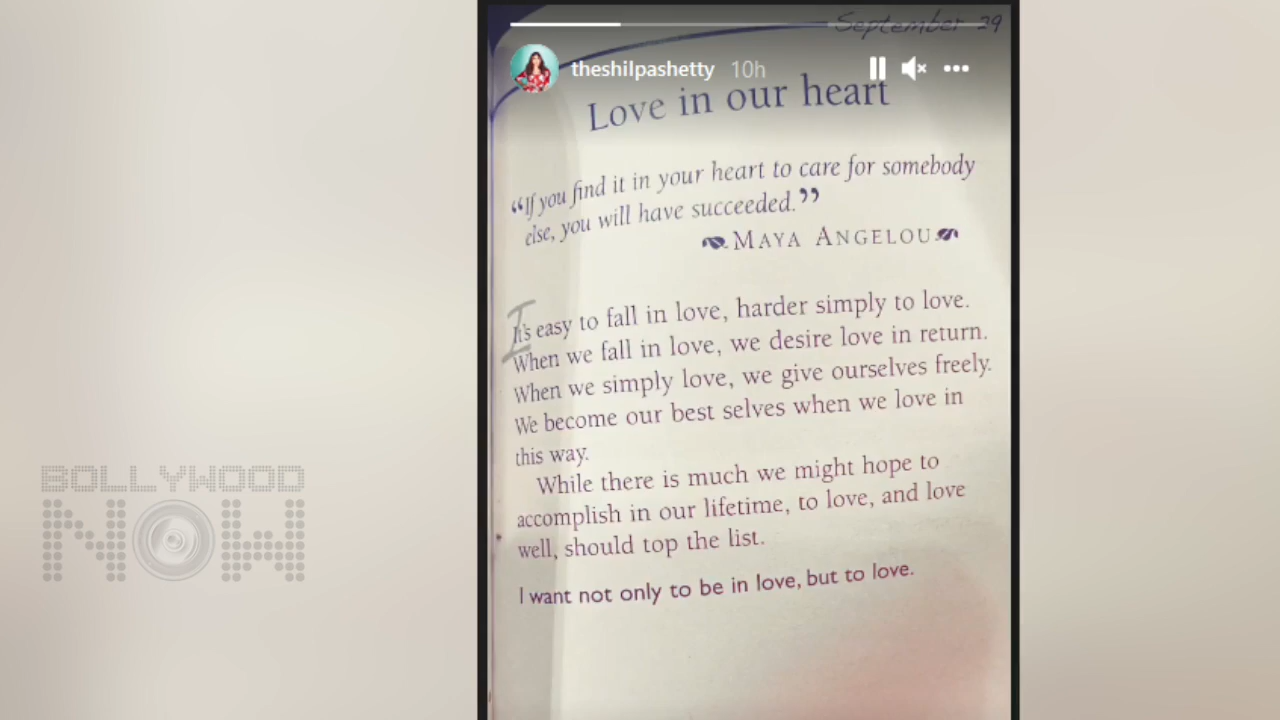 September 29
theshilpashetty 10h
Love in our heart
“If you find it in your heart to care for somebody
else, you will have succeeded.”
MAYA ANGELOU
It's easy to fall in love, harder simply to love.
When we fall in love, we desire love in return.
When we simply love, we give ourselves freely.
We become our best selves when we love in
this way.
While there is much we might hope to
accomplish in our lifetime, to love, and love
well, should top the list.
I want not only to be in love, but to love.
BOLLYWOOD
NOW